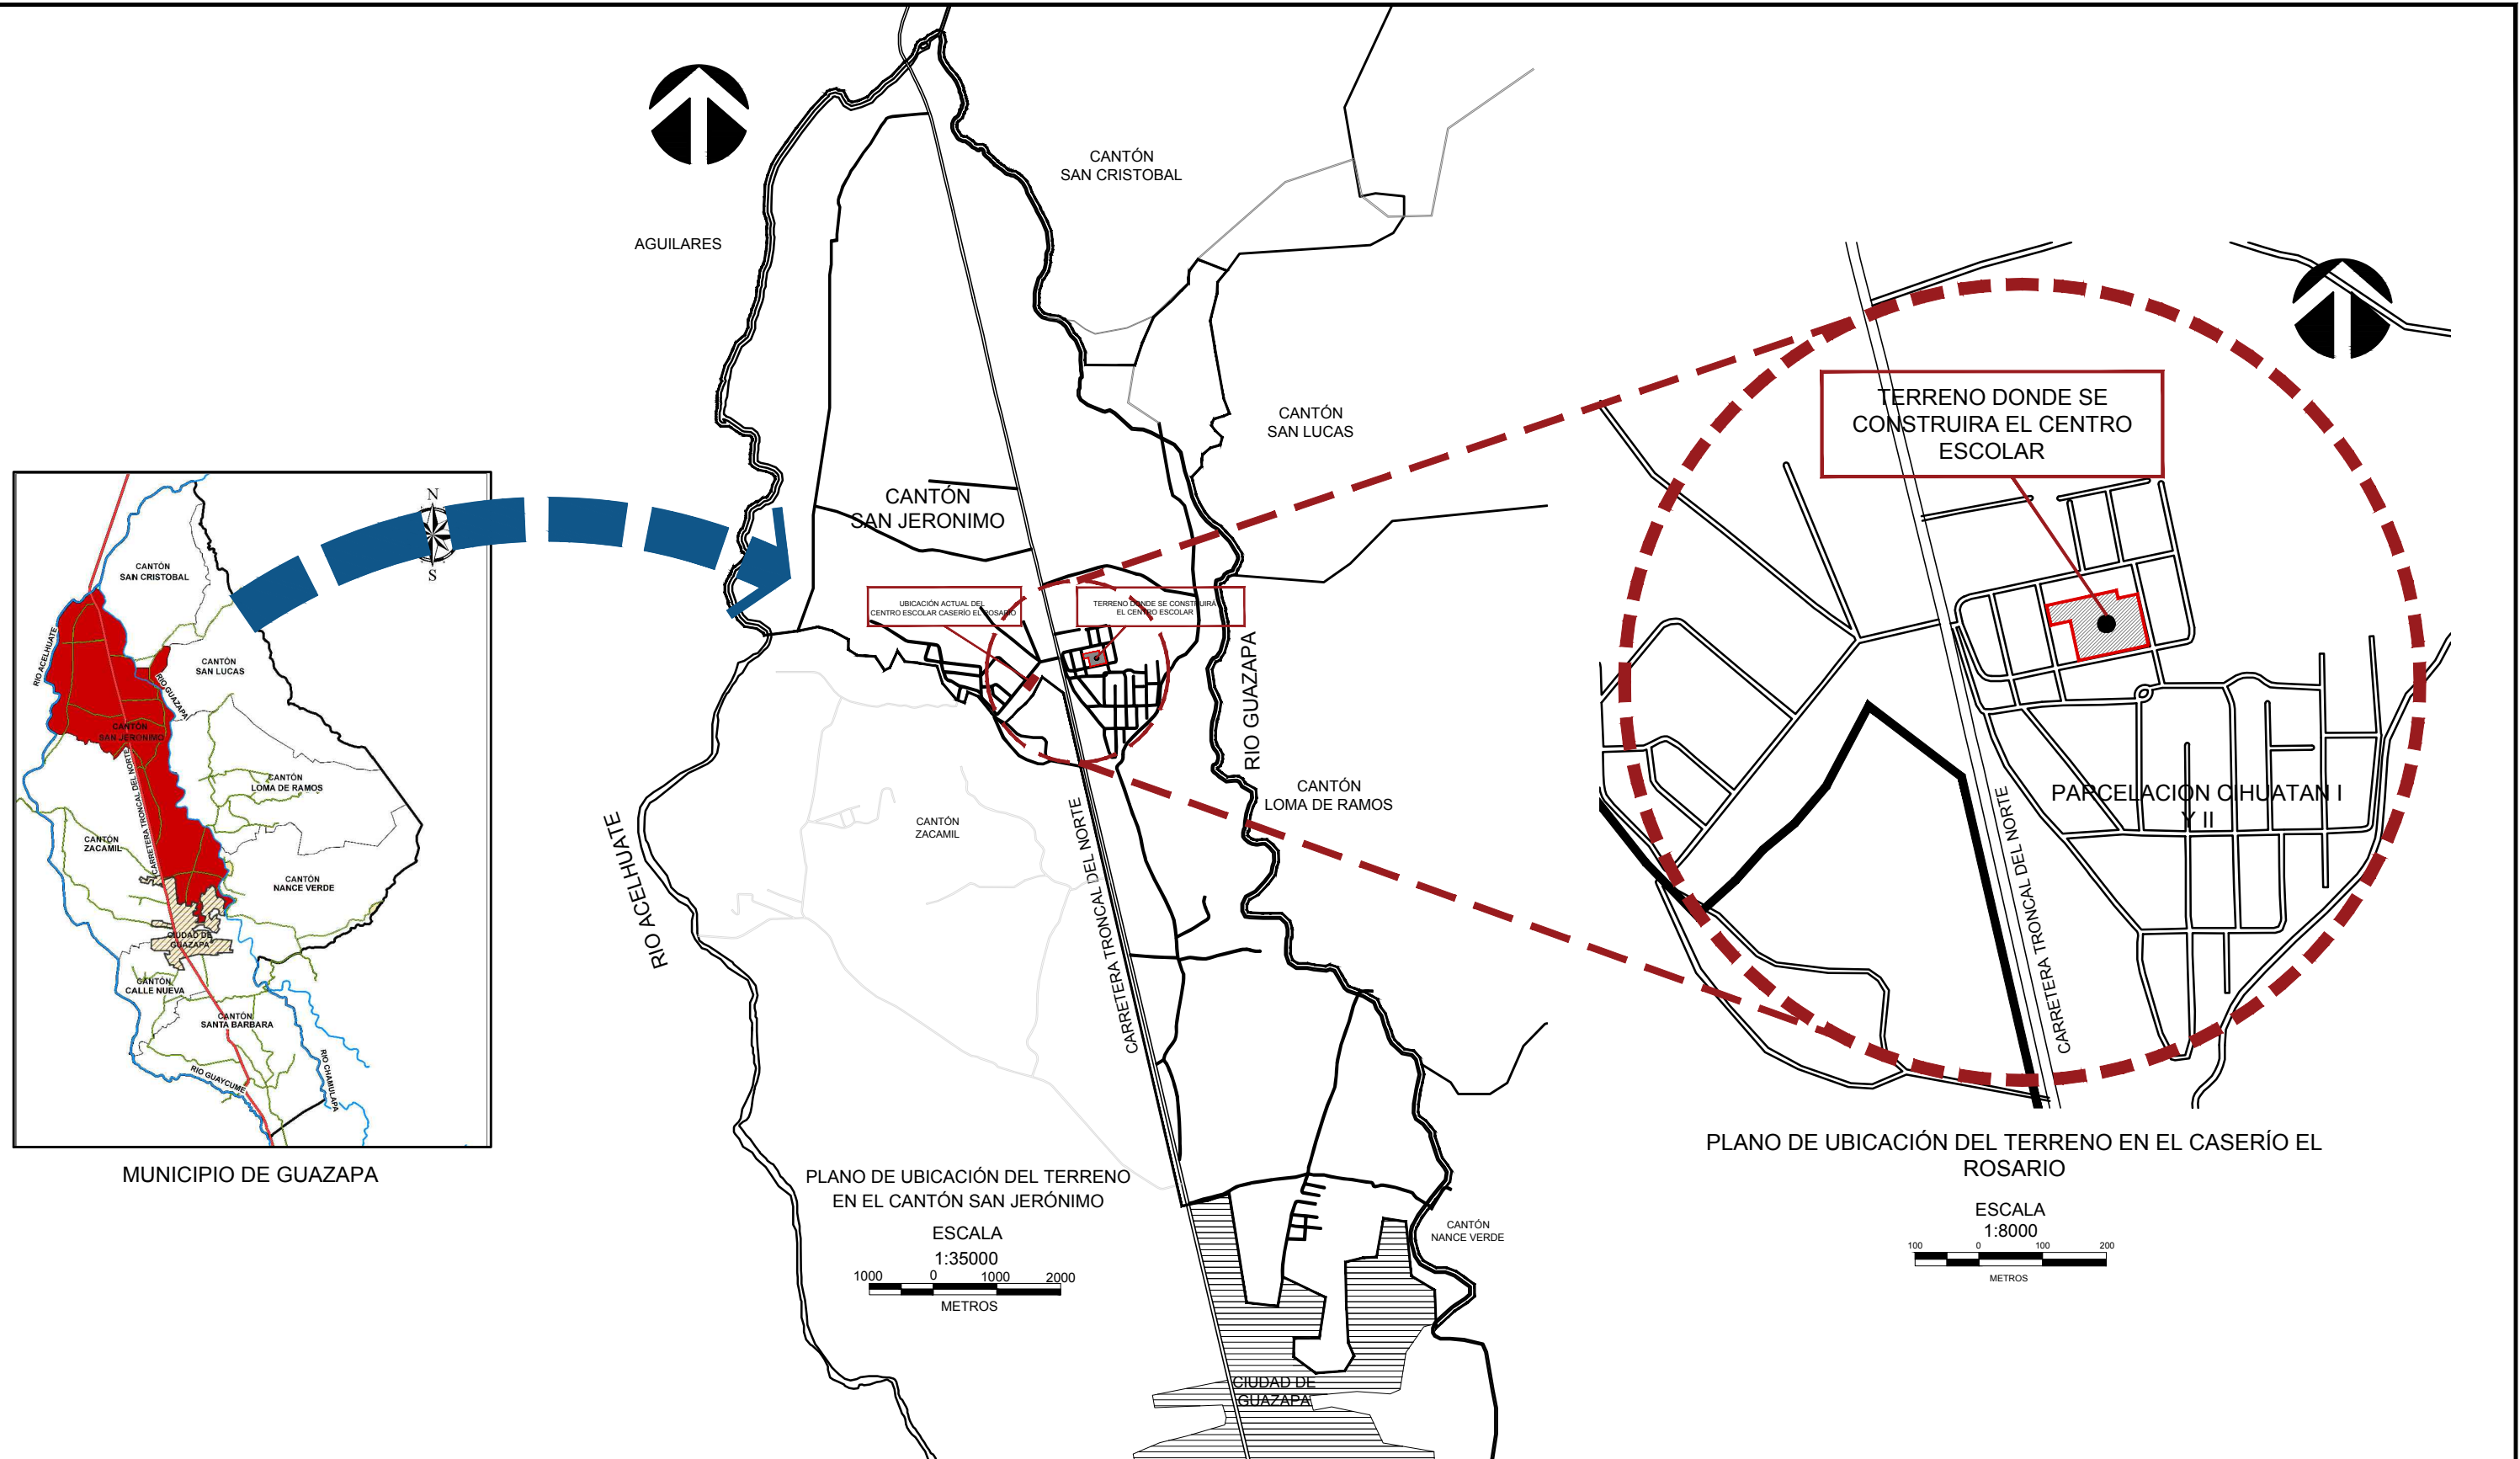 N
S
CANTÓN
SAN CRISTOBAL
RIO ACELHUATE
CANTÓN
SAN LUCAS
RIO GUAZAPA
CANTÓN
SAN JERONIMO
CARRETERA TRONCAL DEL NORTE
CANTÓN
LOMA DE RAMOS
CANTÓN
ZACAMIL
CANTÓN
NANCE VERDE
CIUDAD DE
GUAZAPA
CANTÓN
CALLE NUEVA
CANTÓN
SANTA BARBARA
RIO GUAYCUME
RIO CHAMULAPA
MUNICIPIO DE GUAZAPA
AGUILARES
CANTÓN
SAN CRISTOBAL
CANTÓN
SAN LUCAS
CANTÓN
SAN JERONIMO
UBICACIÓN ACTUAL DEL
CENTRO ESCOLAR CASERÍO EL ROSARIO
TERRENO DONDE SE CONSTRUIRA
EL CENTRO ESCOLAR
RIO GUAZAPA
CANTÓN
LOMA DE RAMOS
CANTÓN
ZACAMIL
RIO ACELHUATE
CARRETERA TRONCAL DEL NORTE
CANTÓN
NANCE VERDE
CIUDAD DE
GUAZAPA
PLANO DE UBICACIÓN DEL TERRENO
EN EL CANTÓN SAN JERÓNIMO
ESCALA
1:35000
1000 0 1000 2000
METROS
TERRENO DONDE SE
CONSTRUIRA EL CENTRO
ESCOLAR
PARCELACION CIHUATAN I
Y II
CARRETERA TRONCAL DEL NORTE
PLANO DE UBICACIÓN DEL TERRENO EN EL CASERÍO EL
ROSARIO
ESCALA
1:8000
100 0 100 200
METROS